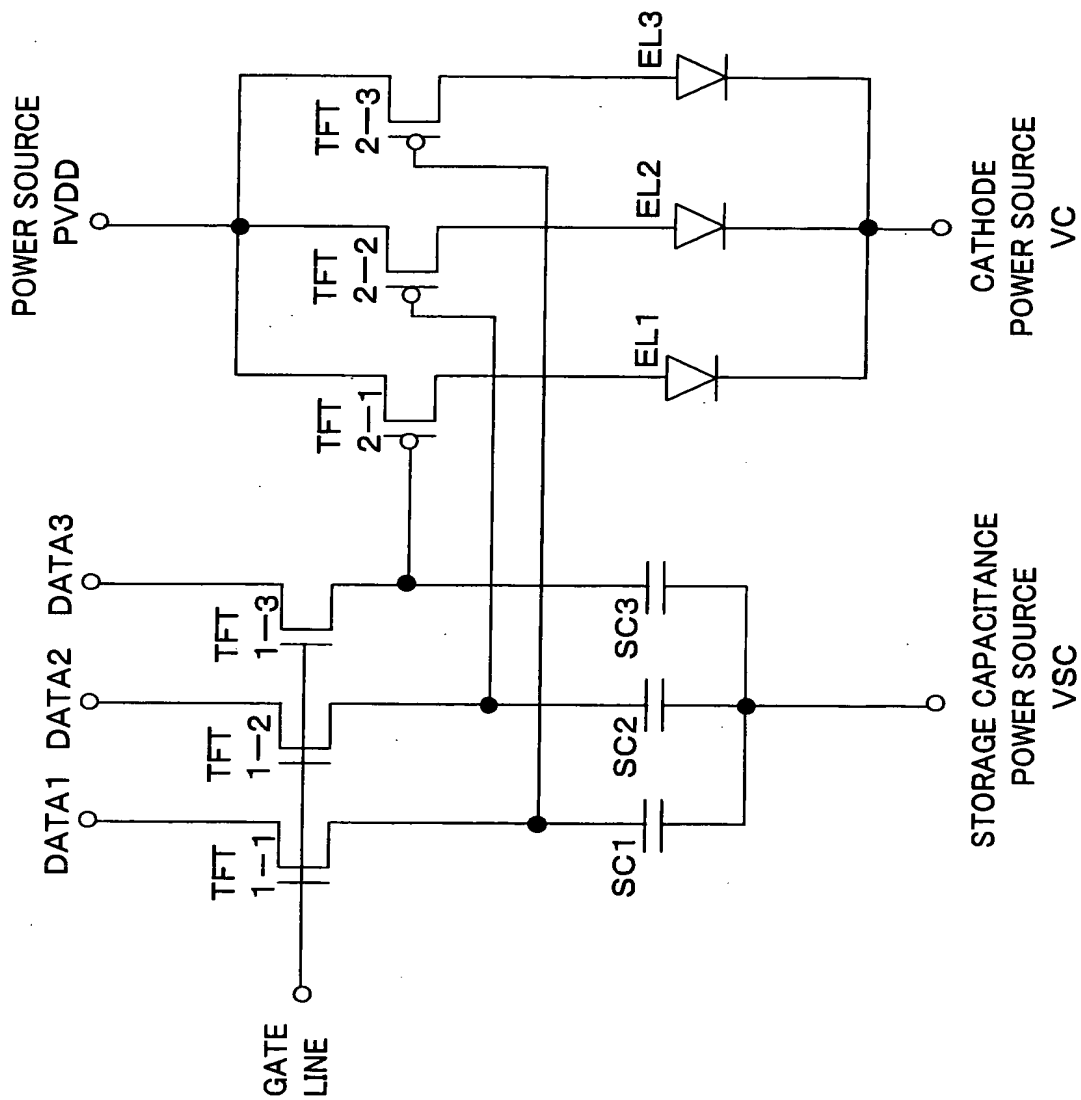 POWER SOURCE
PVDD
DATA1 DATA2 DATA3
TFT
1-1
TFT
1-2
TFT
1-3
TFT
2-1
TFT
2-2
TFT
2-3
GATE
LINE
SC1
SC2
SC3
EL1
EL2
EL3
STORAGE CAPACITANCE
POWER SOURCE
VSC
CATHODE
POWER SOURCE
VC